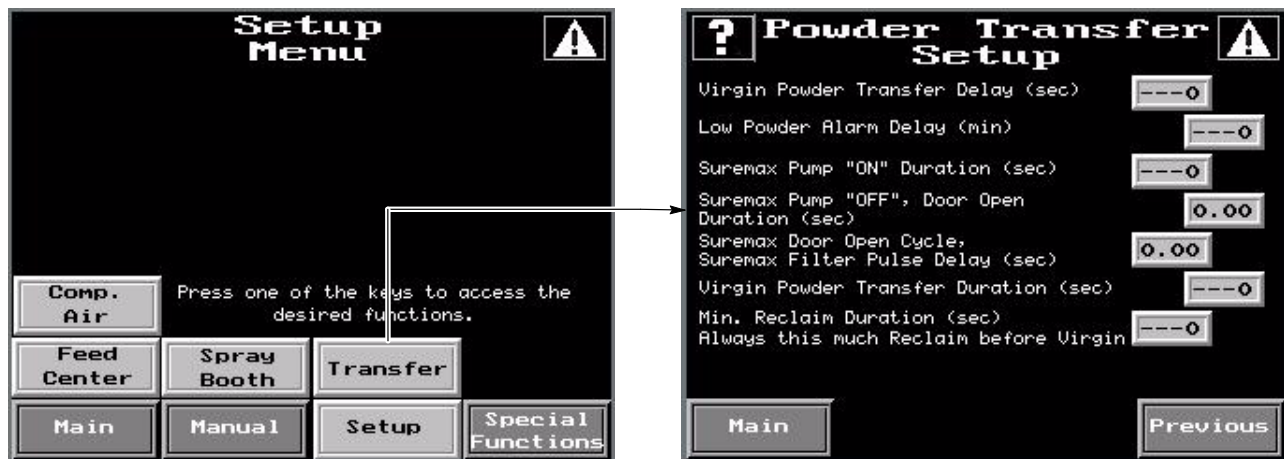 Setup
Menu
Press one of the keys to access the
desired functions.
Comp.
Air
Feed
Center
Spray
Booth
Transfer
Main
Manual
Setup
Special
Functions
?
Powder Transfer
Setup
Virgin Powder Transfer Delay (sec)
---0
Low Powder Alarm Delay (min)
---0
Suremax Pump "ON" Duration (sec)
---0
Suremax Pump "OFF", Door Open
Duration (sec)
0.00
Suremax Door Open Cycle,
Suremax Filter Pulse Delay (sec)
0.00
Virgin Powder Transfer Duration (sec)
---0
Min. Reclaim Duration (sec)
Always this much Reclaim before Virgin
---0
Main
Previous